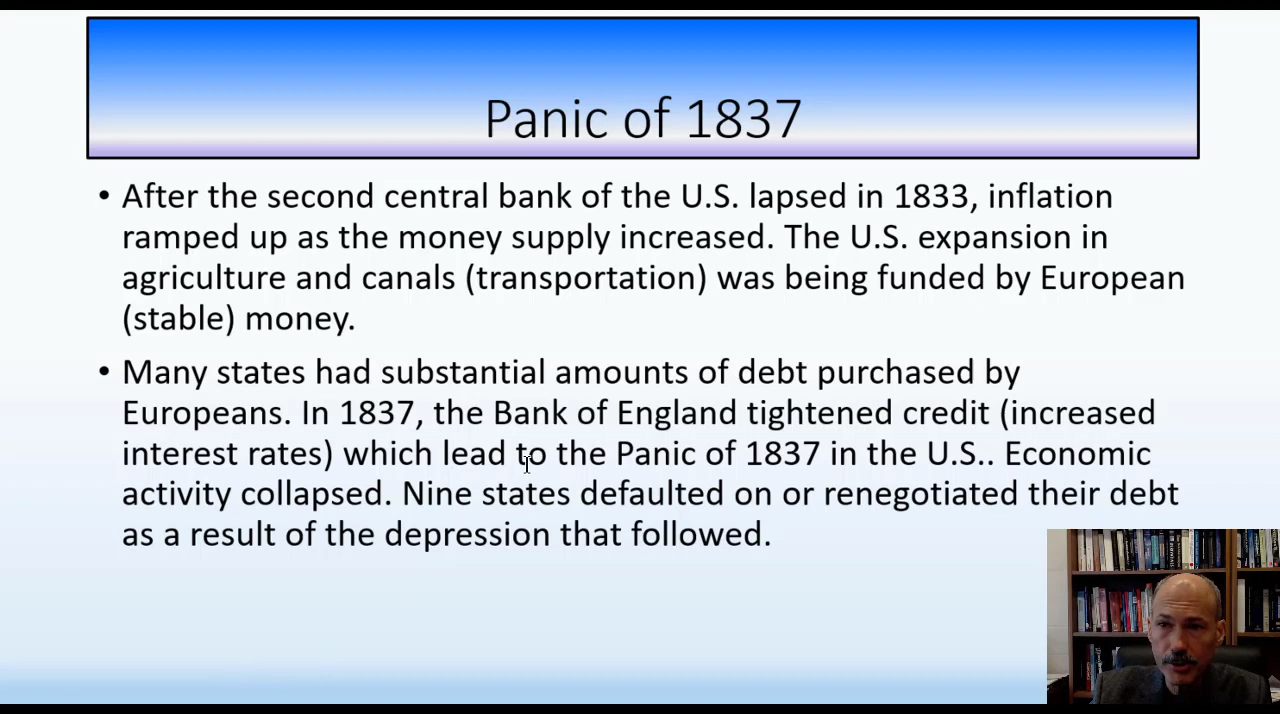 Panic of 1837
• After the second central bank of the U.S. lapsed in 1833, inflation
ramped up as the money supply increased. The U.S. expansion in
agriculture and canals (transportation) was being funded by European
(stable) money.
• Many states had substantial amounts of debt purchased by
Europeans. In 1837, the Bank of England tightened credit (increased
interest rates) which lead to the Panic of 1837 in the U.S.. Economic
activity collapsed. Nine states defaulted on or renegotiated their debt
as a result of the depression that followed.